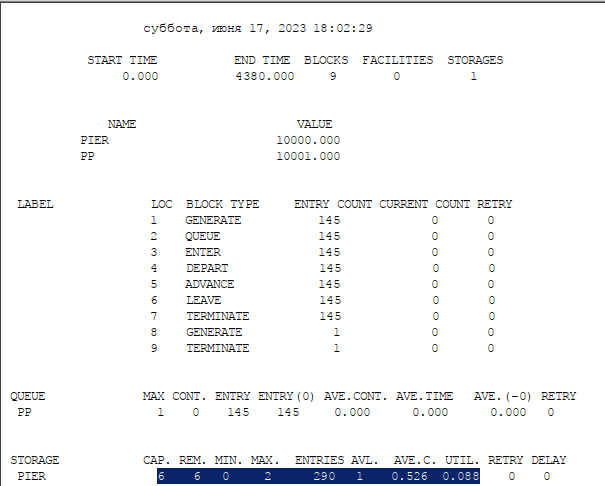 суббота, июня 17, 2023 18:02:29
START TIME END TIME BLOCKS FACILITIES STORAGES
0.000 4380.000 9 0 1
NAME VALUE
PIER 10000.000
PP 10001.000
LABEL LOC BLOCK TYPE ENTRY COUNT CURRENT COUNT RETRY
1 GENERATE 145 0 0
2 QUEUE 145 0 0
3 ENTER 145 0 0
4 DEPART 145 0 0
5 ADVANCE 145 0 0
6 LEAVE 145 0 0
7 TERMINATE 145 0 0
8 GENERATE 1 0 0
9 TERMINATE 1 0 0
QUEUE MAX CONT. ENTRY ENTRY(0) AVE.CONT. AVE.TIME AVE.(-0) RETRY
PP 1 0 145 145 0.000 0.000 0.000 0
STORAGE CAP. REM. MIN. MAX. ENTRIES AVL. AVE.C. UTIL. RETRY DELAY
PIER 6 6 0 2 290 1 0.526 0.088 0 0